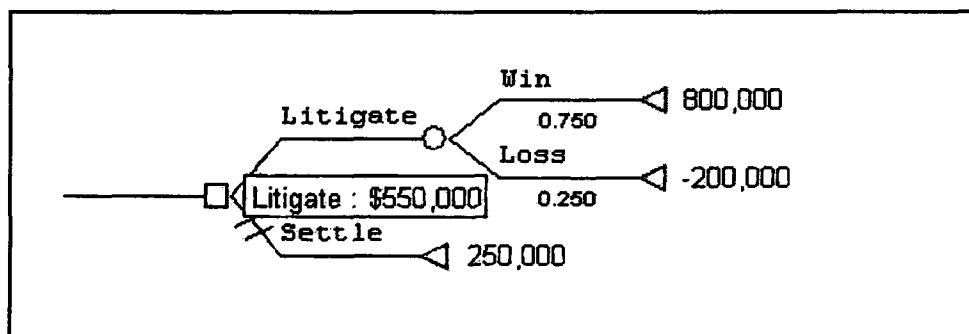 Win
800,000
0.750
Litigate
Loss
-200,000
0.250
Litigate : $550,000
Settle
250,000